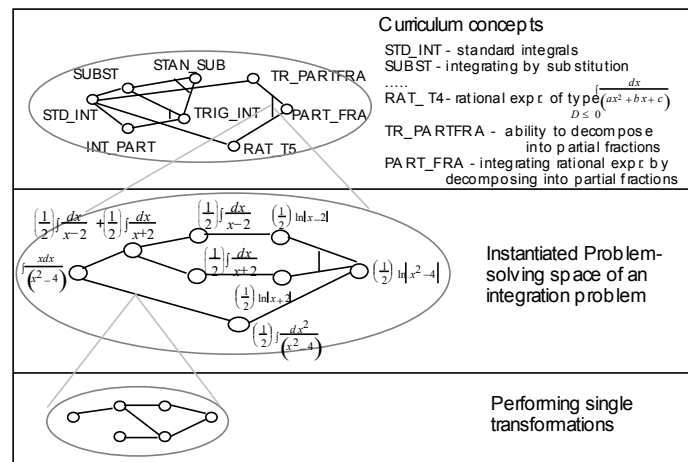 Curriculum concepts
STD_INT - standard integrals
SUBST - integrating by substitution
.....
RAT_T4- rational expr. of type ∫dx/(ax²+bx+c)
D ≤ 0
TR_PARTFRA - ability to decompose
into partial fractions
PART_FRA - integrating rational expr. by
decomposing into partial fractions
STAN_SUB
SUBST
TR_PARTFRA
STD_INT
TRIG_INT
PART_FRA
INT_PART
RAT_T5
(1/2)∫dx/x−2 +(1/2)∫dx/x+2
(1/2)∫dx/x−2
(1/2)ln|x−2|
∫xdx/(x²−4)
(1/2)∫dx/x+2
(1/2)ln|x²−4|
(1/2)ln|x+2|
(1/2)∫dx²/(x²−4)
Instantiated Problem-
solving space of an
integration problem
Performing single
transformations